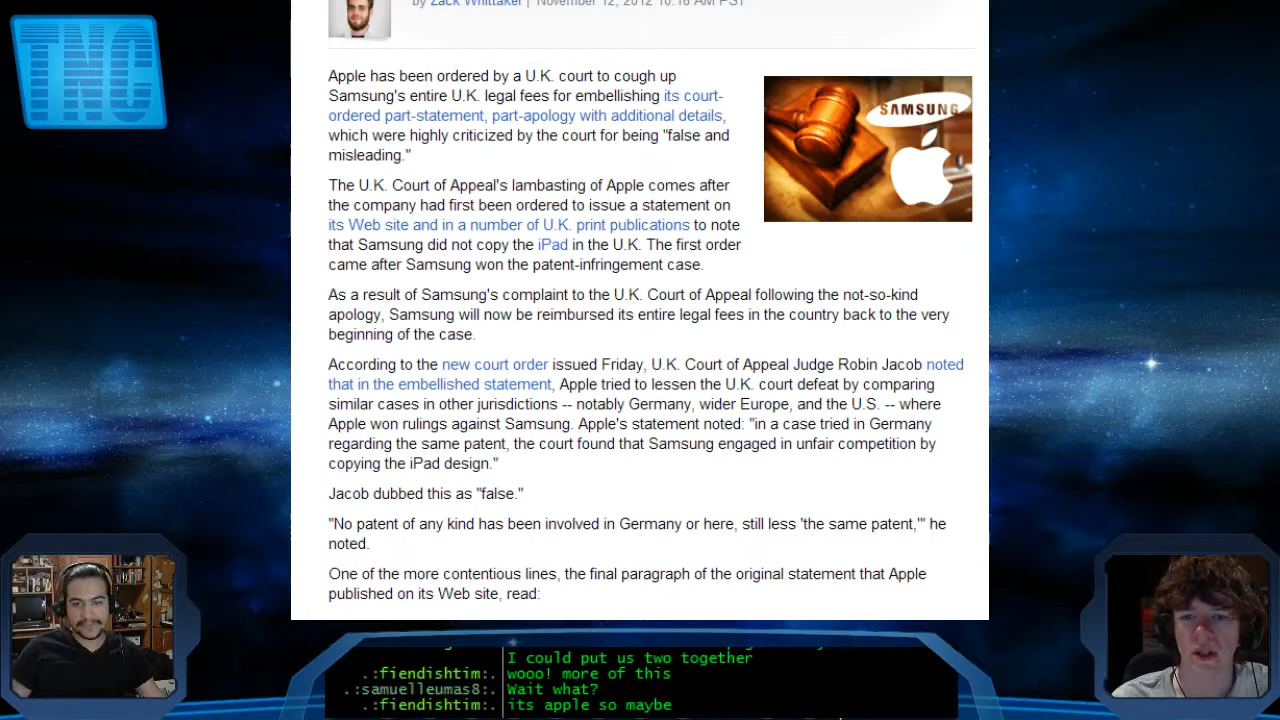 TNC
by Zack Whittaker | November 12, 2012 10:16 AM PST
Apple has been ordered by a U.K. court to cough up
Samsung's entire U.K. legal fees for embellishing its court-
ordered part-statement, part-apology with additional details,
which were highly criticized by the court for being "false and
misleading."
SAMSUNG
The U.K. Court of Appeal's lambasting of Apple comes after
the company had first been ordered to issue a statement on
its Web site and in a number of U.K. print publications to note
that Samsung did not copy the iPad in the U.K. The first order
came after Samsung won the patent-infringement case.
As a result of Samsung's complaint to the U.K. Court of Appeal following the not-so-kind
apology, Samsung will now be reimbursed its entire legal fees in the country back to the very
beginning of the case.
According to the new court order issued Friday, U.K. Court of Appeal Judge Robin Jacob noted
that in the embellished statement, Apple tried to lessen the U.K. court defeat by comparing
similar cases in other jurisdictions -- notably Germany, wider Europe, and the U.S. -- where
Apple won rulings against Samsung. Apple's statement noted: "in a case tried in Germany
regarding the same patent, the court found that Samsung engaged in unfair competition by
copying the iPad design."
Jacob dubbed this as "false."
"No patent of any kind has been involved in Germany or here, still less 'the same patent,'" he
noted.
One of the more contentious lines, the final paragraph of the original statement that Apple
published on its Web site, read:
I could put us two together
.:fiendishtim:. wooo! more of this
.:samuelleumas8:. Wait what?
.:fiendishtim:. its apple so maybe